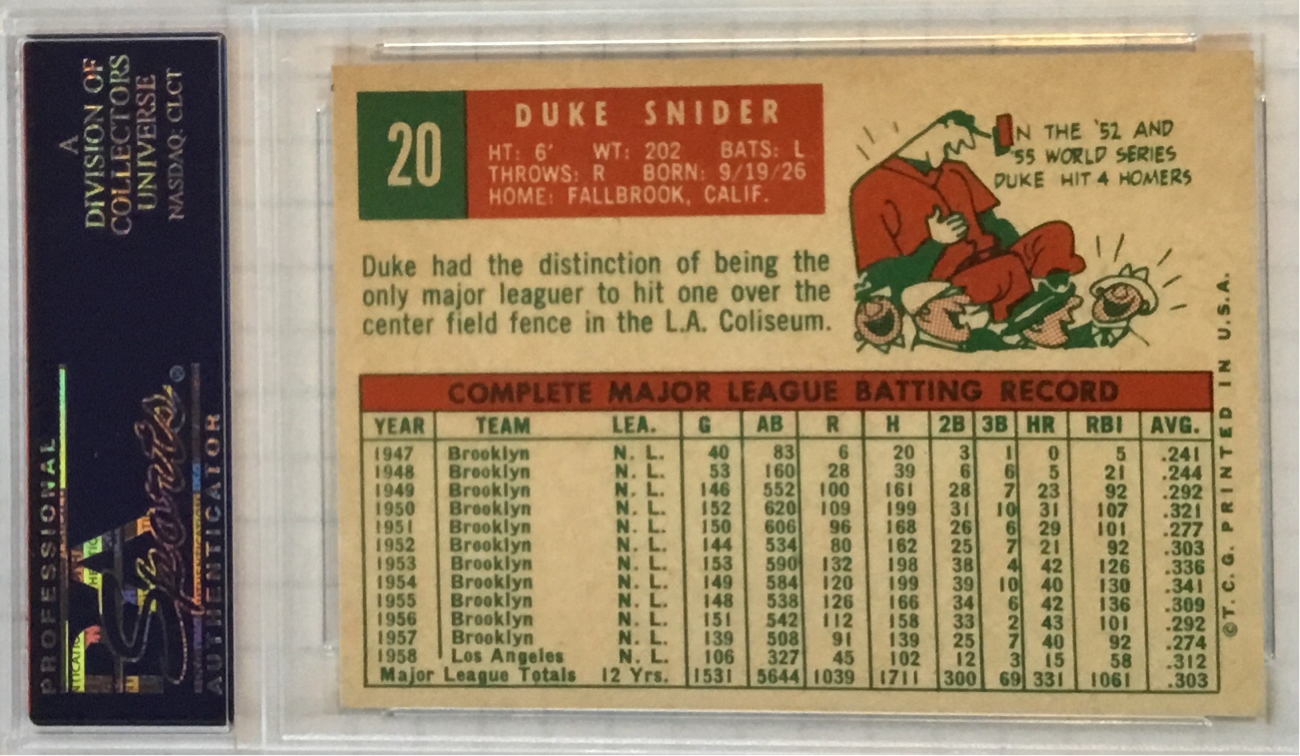 A
DIVISION OF
COLLECTORS
UNIVERSE
NASDAQ: CLCT
PROFESSIONAL
Sports
AUTHENTICATOR
20
DUKE SNIDER
HT: 6' WT: 202 BATS: L
THROWS: R BORN: 9/19/26
HOME: FALLBROOK, CALIF.
IN THE '52 AND
'55 WORLD SERIES
DUKE HIT 4 HOMERS
Duke had the distinction of being the
only major leaguer to hit one over the
center field fence in the L.A. Coliseum.
COMPLETE MAJOR LEAGUE BATTING RECORD
YEAR TEAM LEA. G AB R H 2B 3B HR RBI AVG.
1947 Brooklyn N. L. 40 83 6 20 3 1 0 5 .241
1948 Brooklyn N. L. 53 160 28 39 6 6 5 21 .244
1949 Brooklyn N. L. 146 552 100 161 28 7 23 92 .292
1950 Brooklyn N. L. 152 620 109 199 31 10 31 107 .321
1951 Brooklyn N. L. 150 606 96 168 26 6 29 101 .277
1952 Brooklyn N. L. 144 534 80 162 25 7 21 92 .303
1953 Brooklyn N. L. 153 590 132 198 38 4 42 126 .336
1954 Brooklyn N. L. 149 584 120 199 39 10 40 130 .341
1955 Brooklyn N. L. 148 538 126 166 34 6 42 136 .309
1956 Brooklyn N. L. 151 542 112 158 33 2 43 101 .292
1957 Brooklyn N. L. 139 508 91 139 25 7 40 92 .274
1958 Los Angeles N. L. 106 327 45 102 12 3 15 58 .312
Major League Totals 12 Yrs. 1531 5644 1039 1711 300 69 331 1061 .303
©T. C. G. PRINTED IN U.S.A.